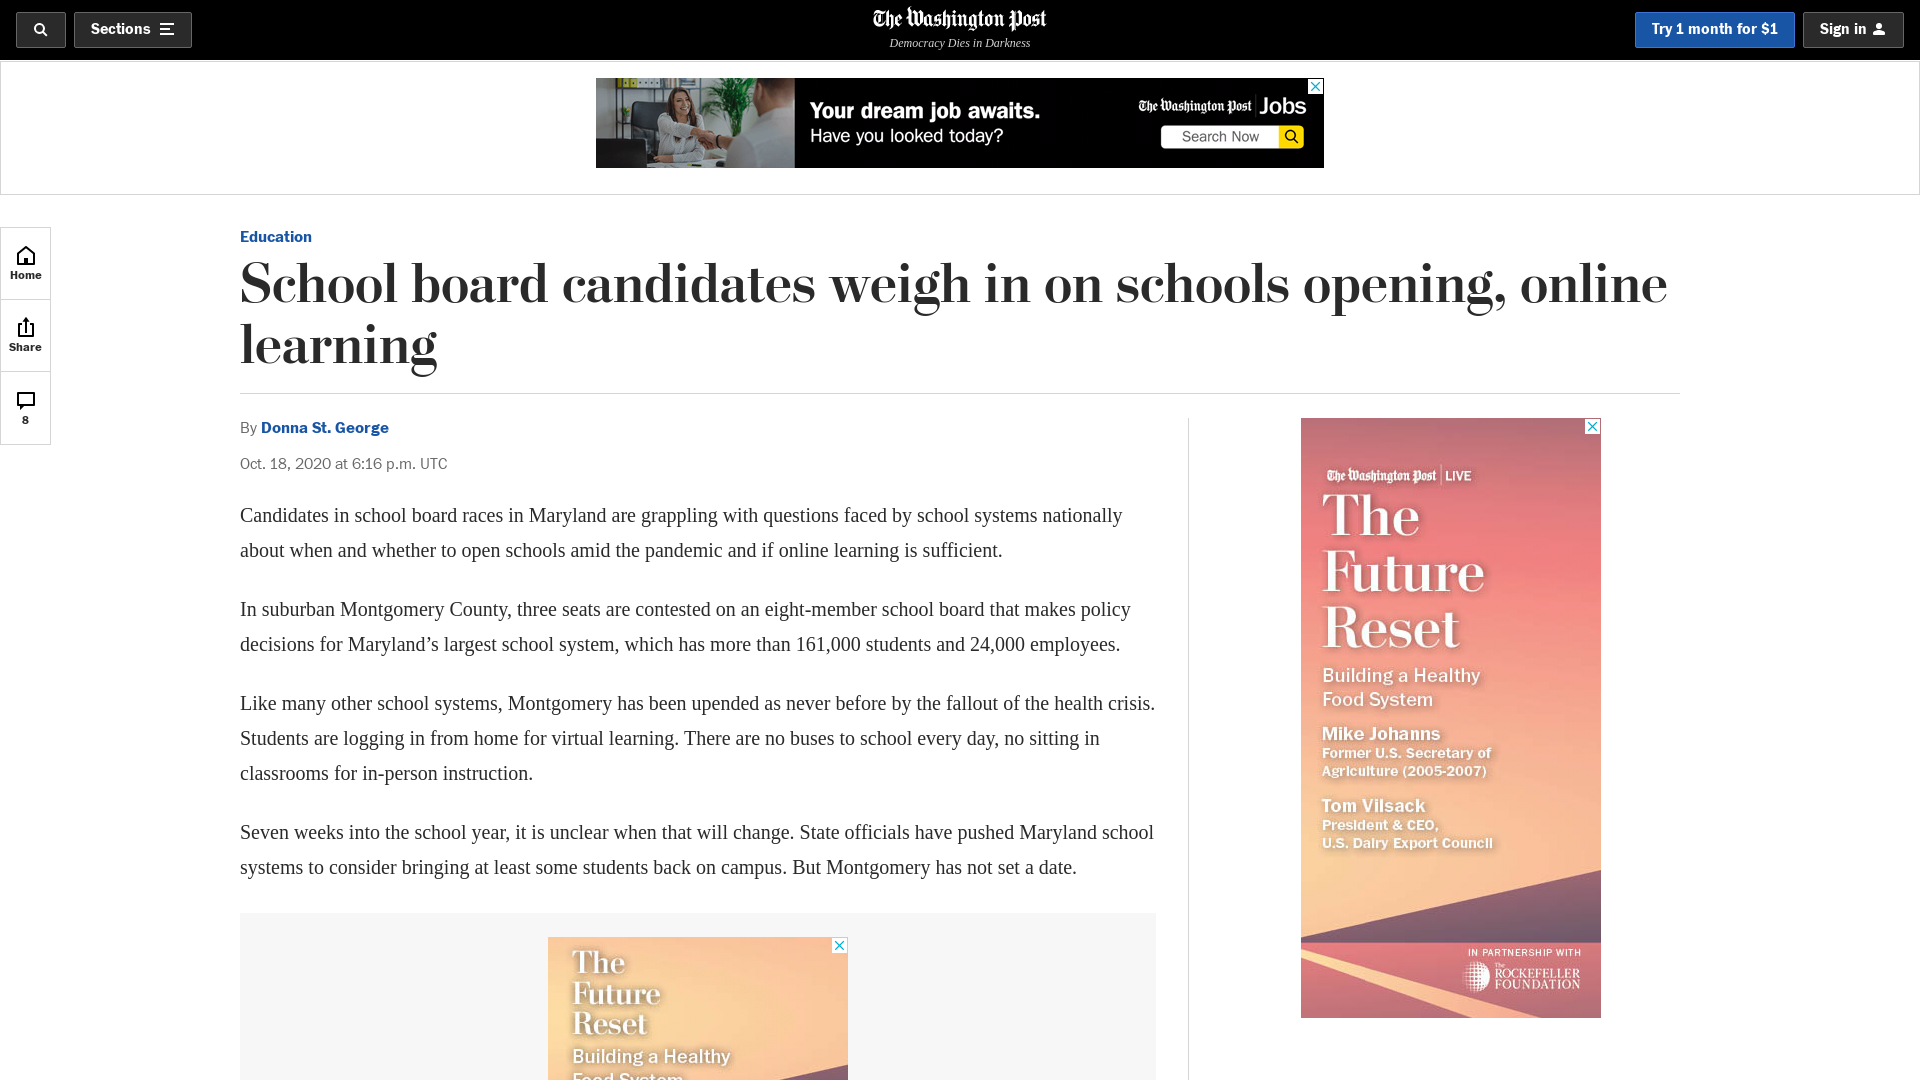 Sections
The Washington Post
Democracy Dies in Darkness
Try 1 month for $1
Sign in
Your dream job awaits.
Have you looked today?
The Washington Post Jobs
Search Now
Home
Share
8
Education
School board candidates weigh in on schools opening, online
learning
By Donna St. George
Oct. 18, 2020 at 6:16 p.m. UTC
Candidates in school board races in Maryland are grappling with questions faced by school systems nationally
about when and whether to open schools amid the pandemic and if online learning is sufficient.
In suburban Montgomery County, three seats are contested on an eight-member school board that makes policy
decisions for Maryland’s largest school system, which has more than 161,000 students and 24,000 employees.
Like many other school systems, Montgomery has been upended as never before by the fallout of the health crisis.
Students are logging in from home for virtual learning. There are no buses to school every day, no sitting in
classrooms for in-person instruction.
Seven weeks into the school year, it is unclear when that will change. State officials have pushed Maryland school
systems to consider bringing at least some students back on campus. But Montgomery has not set a date.
The
Future
Reset
Building a Healthy
Food System
The Washington Post LIVE
The
Future
Reset
Building a Healthy
Food System
Mike Johanns
Former U.S. Secretary of
Agriculture (2005-2007)
Tom Vilsack
President & CEO,
U.S. Dairy Export Council
IN PARTNERSHIP WITH
The
ROCKEFELLER
FOUNDATION